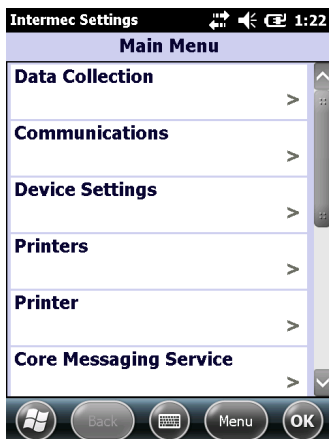 Intermec Settings 1:22
Main Menu
Data Collection
>
Communications
>
Device Settings
>
Printers
>
Printer
>
Core Messaging Service
>
Back Menu OK